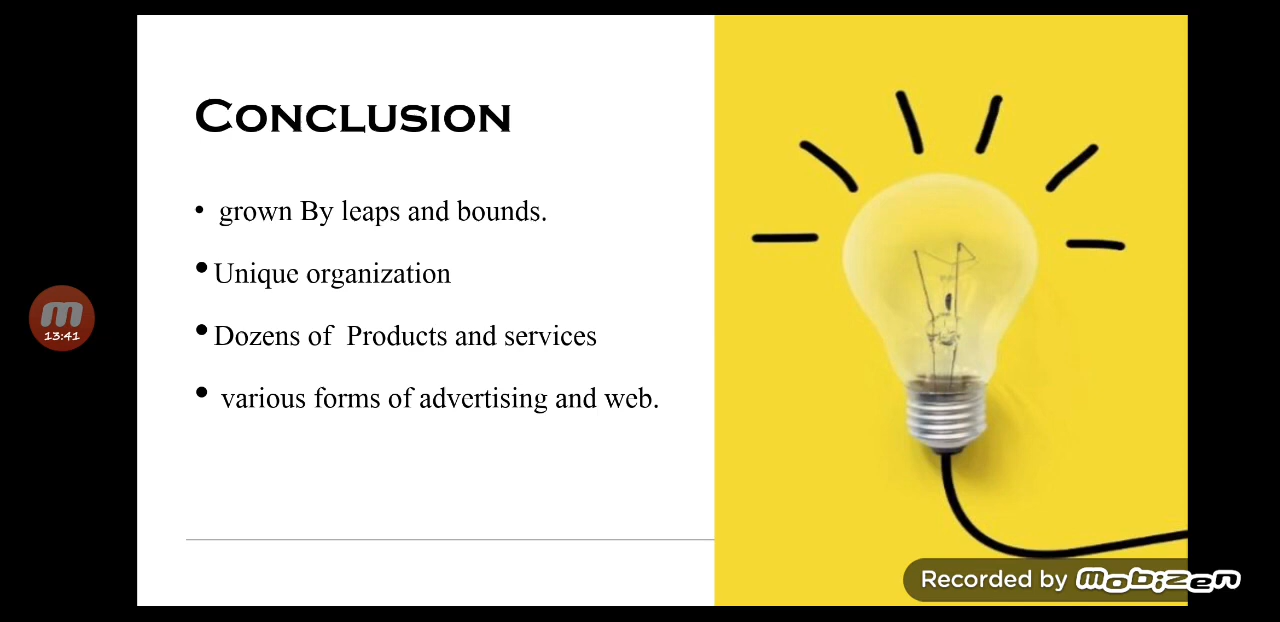 CONCLUSION
• grown By leaps and bounds.
• Unique organization
• Dozens of Products and services
• various forms of advertising and web.
13:41
Recorded by mobizen